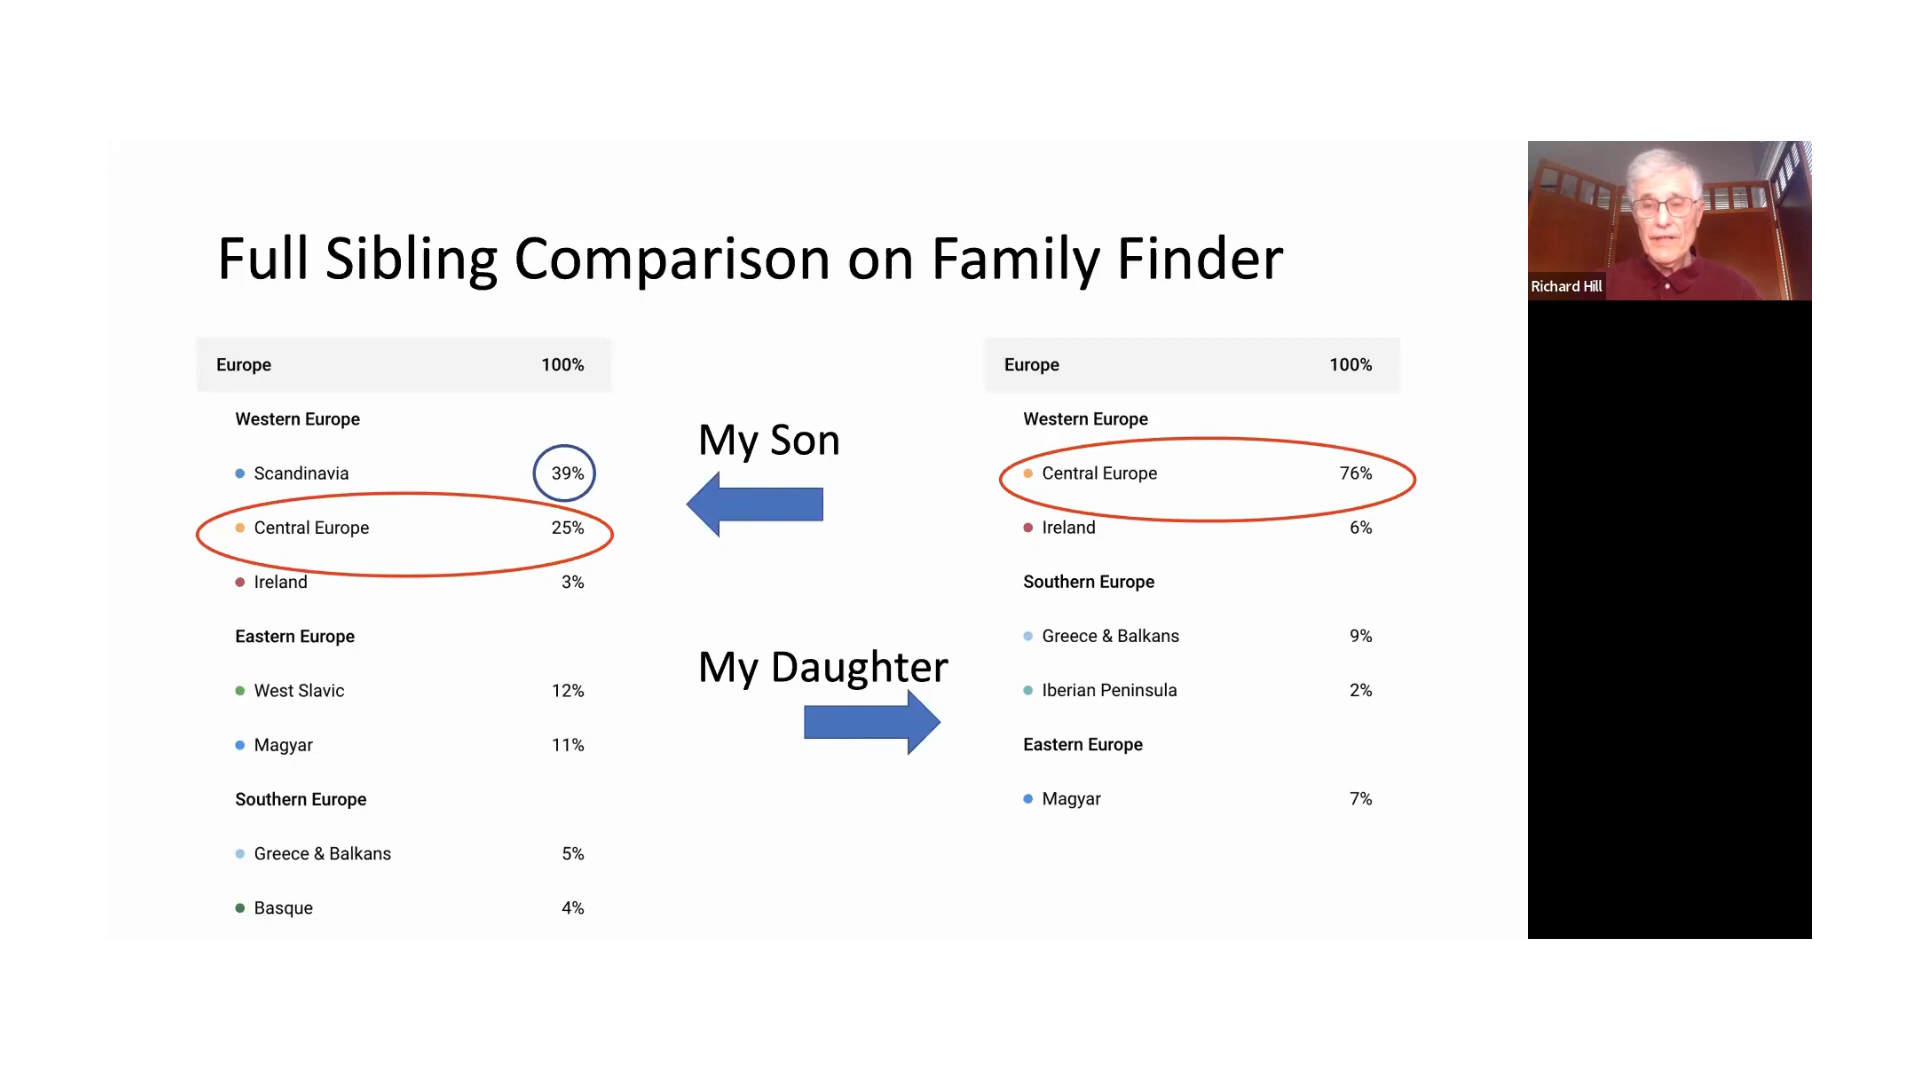 Full Sibling Comparison on Family Finder
Europe 100%
Western Europe
Scandinavia 39%
Central Europe 25%
Ireland 3%
Eastern Europe
West Slavic 12%
Magyar 11%
Southern Europe
Greece & Balkans 5%
Basque 4%
My Son
My Daughter
Europe 100%
Western Europe
Central Europe 76%
Ireland 6%
Southern Europe
Greece & Balkans 9%
Iberian Peninsula 2%
Eastern Europe
Magyar 7%
Richard Hill